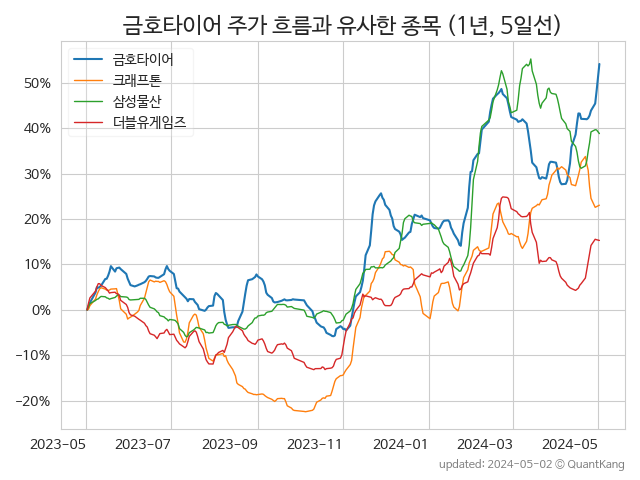 금호타이어 주가 흐름과 유사한 종목 (1년, 5일선)
금호타이어
크래프톤
삼성물산
더블유게임즈
50%
40%
30%
20%
10%
0%
−10%
−20%
2023-05
2023-07
2023-09
2023-11
2024-01
2024-03
2024-05
updated: 2024-05-02 ⓒ QuantKang